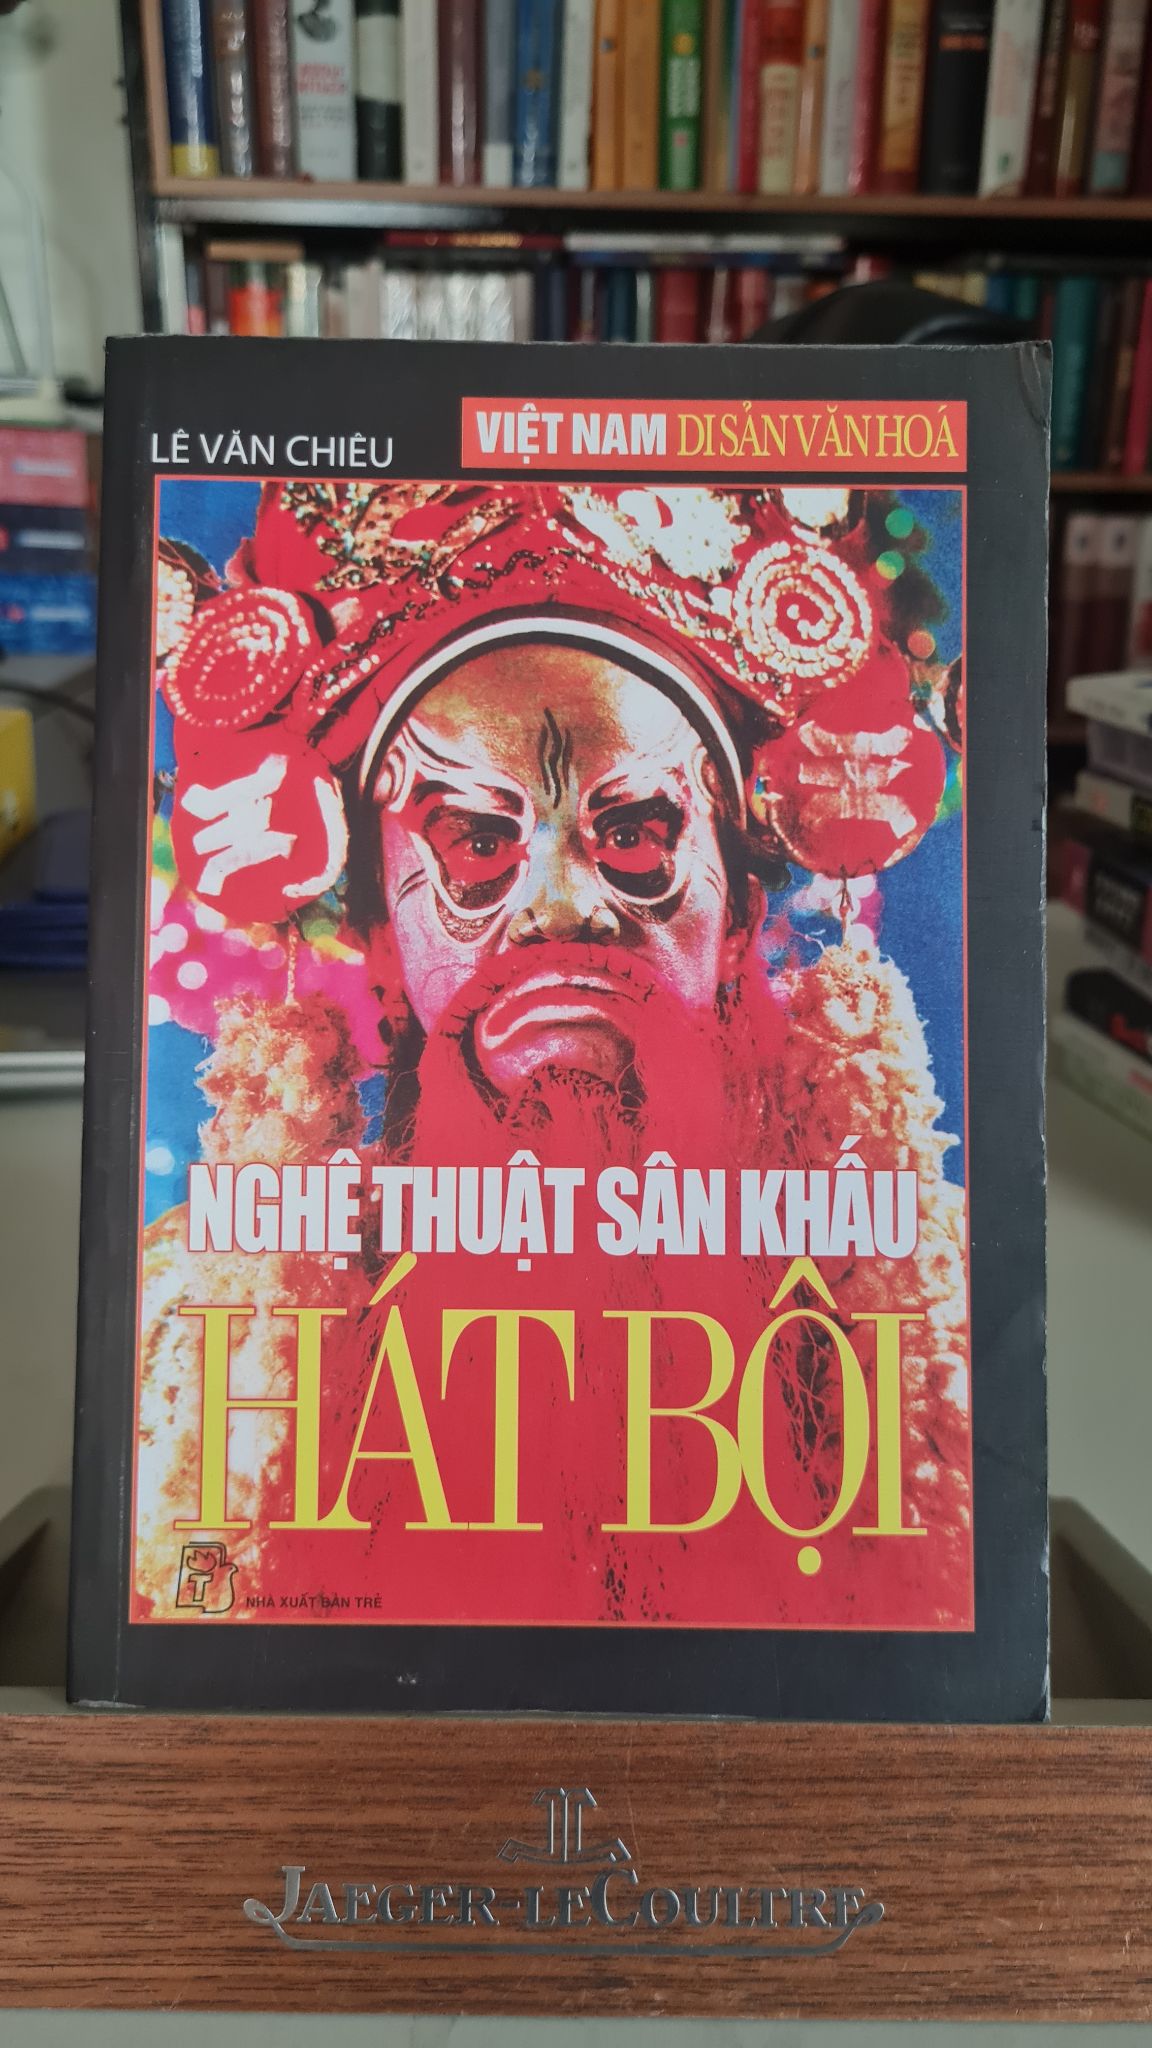 LÊ VĂN CHIÊU
VIỆT NAM DI SẢN VĂN HOÁ
NGHỆ THUẬT SÂN KHẤU
HÁT BỘI
T
NHÀ XUẤT BẢN TRẺ
JAEGER-LECOULTRE